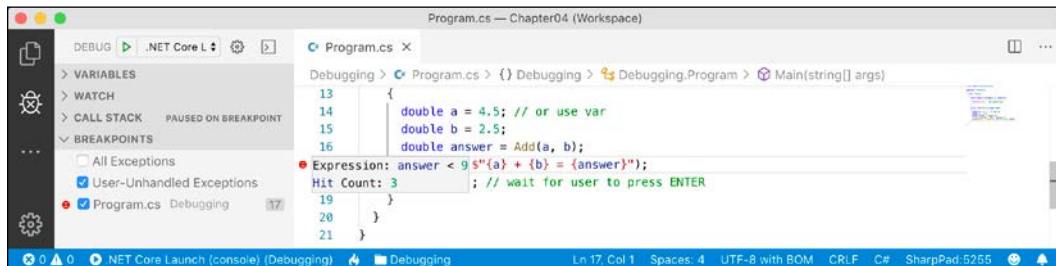 Program.cs — Chapter04 (Workspace)
DEBUG .NET Core L
Program.cs ×
Debugging > Program.cs > {} Debugging > Debugging.Program > Main(string[] args)
> VARIABLES
> WATCH
> CALL STACK PAUSED ON BREAKPOINT
BREAKPOINTS
All Exceptions
User-Unhandled Exceptions
Program.cs Debugging 17
13 {
14 double a = 4.5; // or use var
15 double b = 2.5;
16 double answer = Add(a, b);
Expression: answer < 9 $"{a} + {b} = {answer}");
Hit Count: 3 ; // wait for user to press ENTER
19 }
20 }
21 }
0 0 .NET Core Launch (console) (Debugging) Debugging Ln 17, Col 1 Spaces: 4 UTF-8 with BOM CRLF C# SharpPad:5255